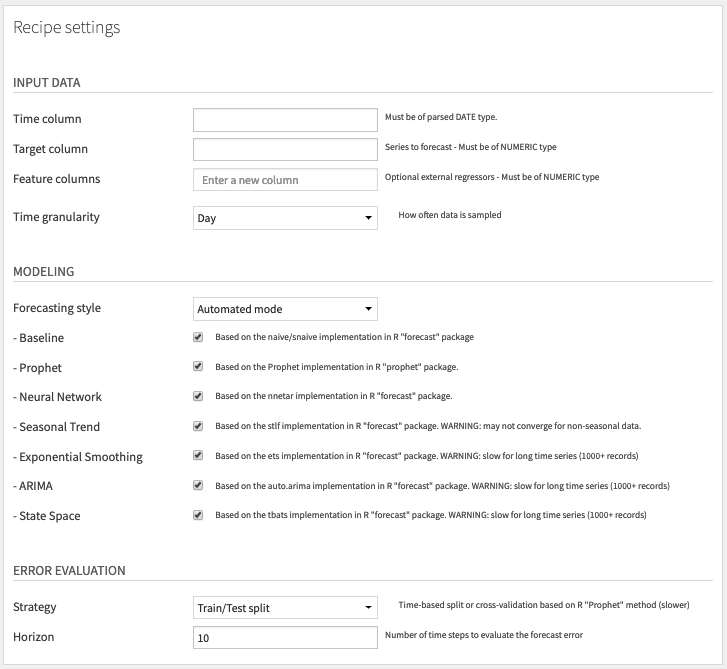 Recipe settings
INPUT DATA
Time column Must be of parsed DATE type.
Target column Series to forecast - Must be of NUMERIC type
Feature columns Enter a new column Optional external regressors - Must be of NUMERIC type
Time granularity Day How often data is sampled
MODELING
Forecasting style Automated mode
- Baseline Based on the naive/snaive implementation in R "forecast" package
- Prophet Based on the Prophet implementation in R "prophet" package.
- Neural Network Based on the nnetar implementation in R "forecast" package.
- Seasonal Trend Based on the stlf implementation in R "forecast" package. WARNING: may not converge for non-seasonal data.
- Exponential Smoothing Based on the ets implementation in R "forecast" package. WARNING: slow for long time series (1000+ records)
- ARIMA Based on the auto.arima implementation in R "forecast" package. WARNING: slow for long time series (1000+ records)
- State Space Based on the tbats implementation in R "forecast" package. WARNING: slow for long time series (1000+ records)
ERROR EVALUATION
Strategy Train/Test split Time-based split or cross-validation based on R "Prophet" method (slower)
Horizon 10 Number of time steps to evaluate the forecast error